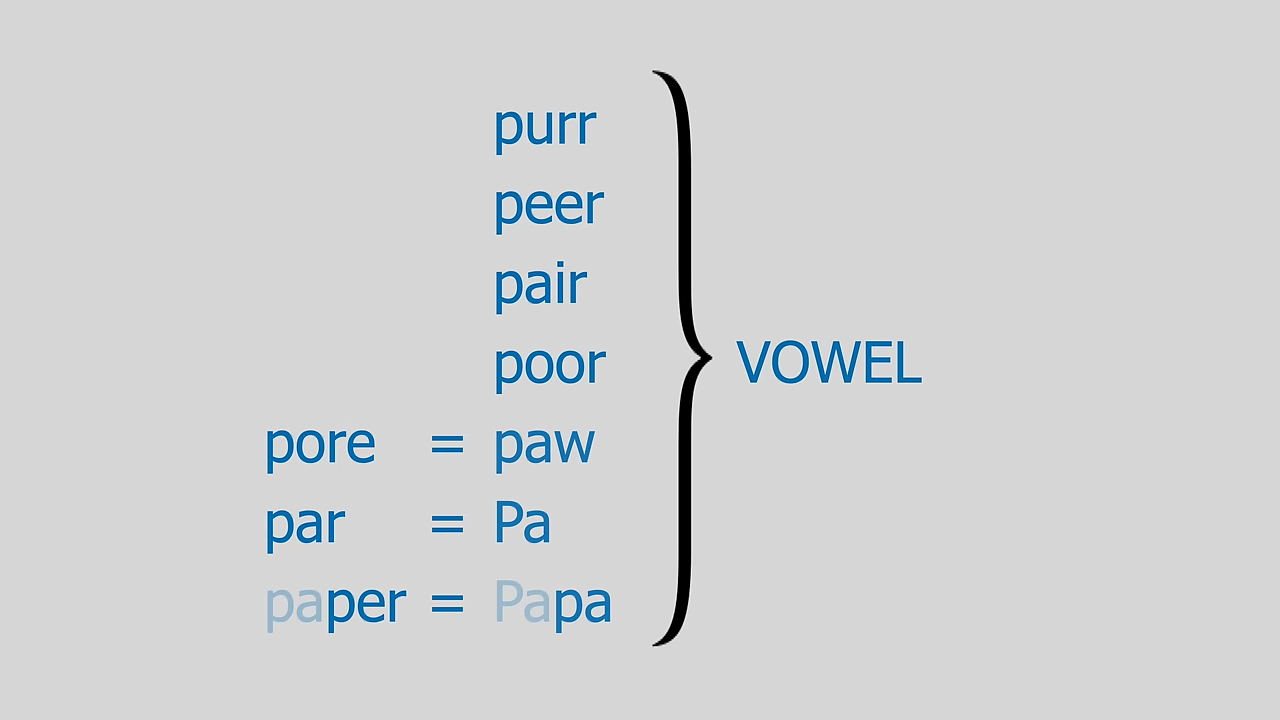 purr
peer
pair
poor
VOWEL
pore = paw
par = Pa
paper = Papa